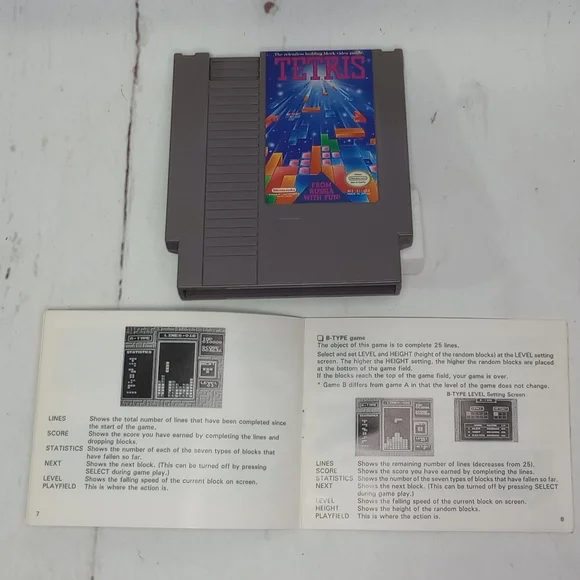 The relentless building block video puzzle
TETRIS
FROM
RUSSIA
WITH FUN!
Nintendo
LINES Shows the total number of lines that have been completed since
the start of the game.
SCORE Shows the score you have earned by completing the lines and
dropping blocks.
STATISTICS Shows the number of each of the seven types of blocks that
have fallen so far.
NEXT Shows the next block. (This can be turned off by pressing
SELECT during game play.)
LEVEL Shows the falling speed of the current block on screen.
PLAYFIELD This is where the action is.
7
B-TYPE game
The object of this game is to complete 25 lines.
Select and set LEVEL and HEIGHT (height of the random blocks) at the LEVEL setting
screen. The higher the HEIGHT setting, the higher the random blocks are placed
at the bottom of the game field.
If the blocks reach the top of the game field, your game is over.
* Game B differs from game A in that the level of the game does not change.
B-TYPE LEVEL Setting Screen
LINES Shows the remaining number of lines (decreases from 25).
SCORE Shows the score you have earned by completing the lines.
STATISTICS Shows the number of the seven types of blocks that have fallen so far.
NEXT Shows the next block. (This can be turned off by pressing SELECT
during game play.)
LEVEL Shows the falling speed of the current block on screen.
HEIGHT Shows the height of the random blocks.
PLAYFIELD This is where the action is.
8